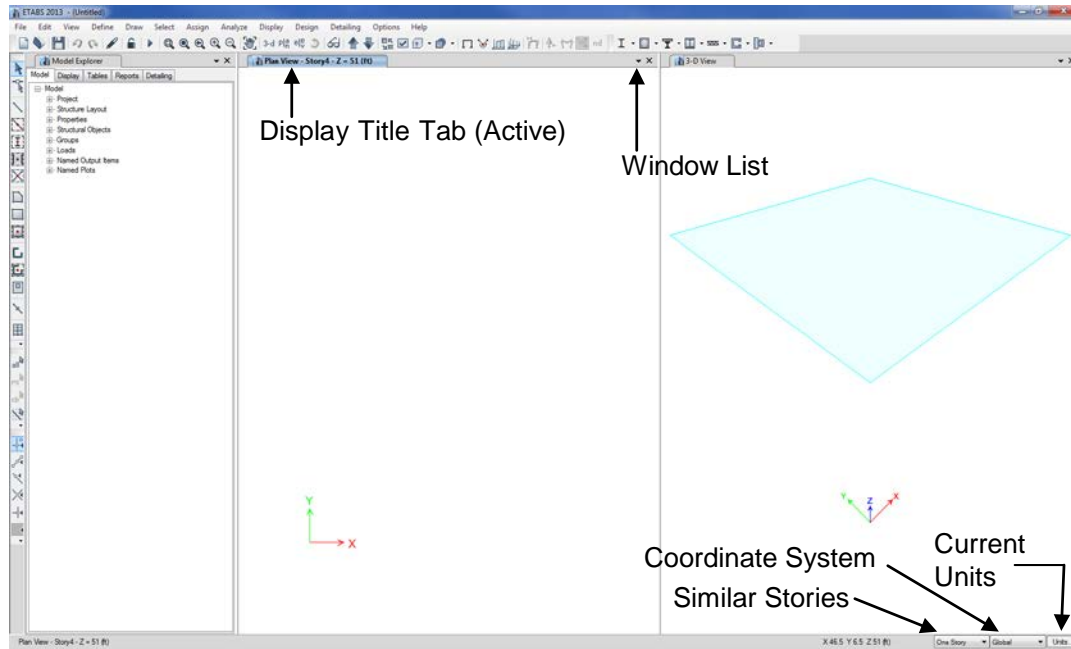 ETABS 2013 - (Untitled)
File Edit View Define Draw Select Assign Analyze Display Design Detailing Options Help
Model Explorer
Plan View - Story4 - Z = 51 (ft)
3-D View
Model Display Tables Reports Detailing
Model
Project
Structure Layout
Properties
Structural Objects
Groups
Loads
Named Output Items
Named Plots
Display Title Tab (Active)
Window List
Y
X
Y
Z
X
Coordinate System
Current Units
Similar Stories
Plan View - Story4 - Z = 51 (ft)
X 46.5 Y 6.5 Z 51 (ft)
One Story
Global
Units